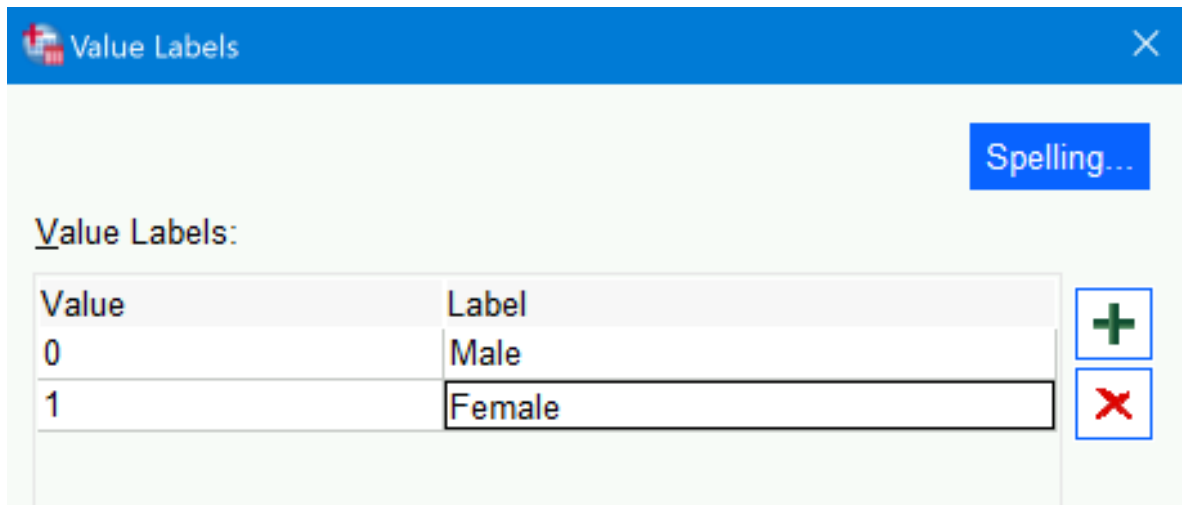 Value Labels
Spelling...
Value Labels:
Value Label
0 Male
1 Female